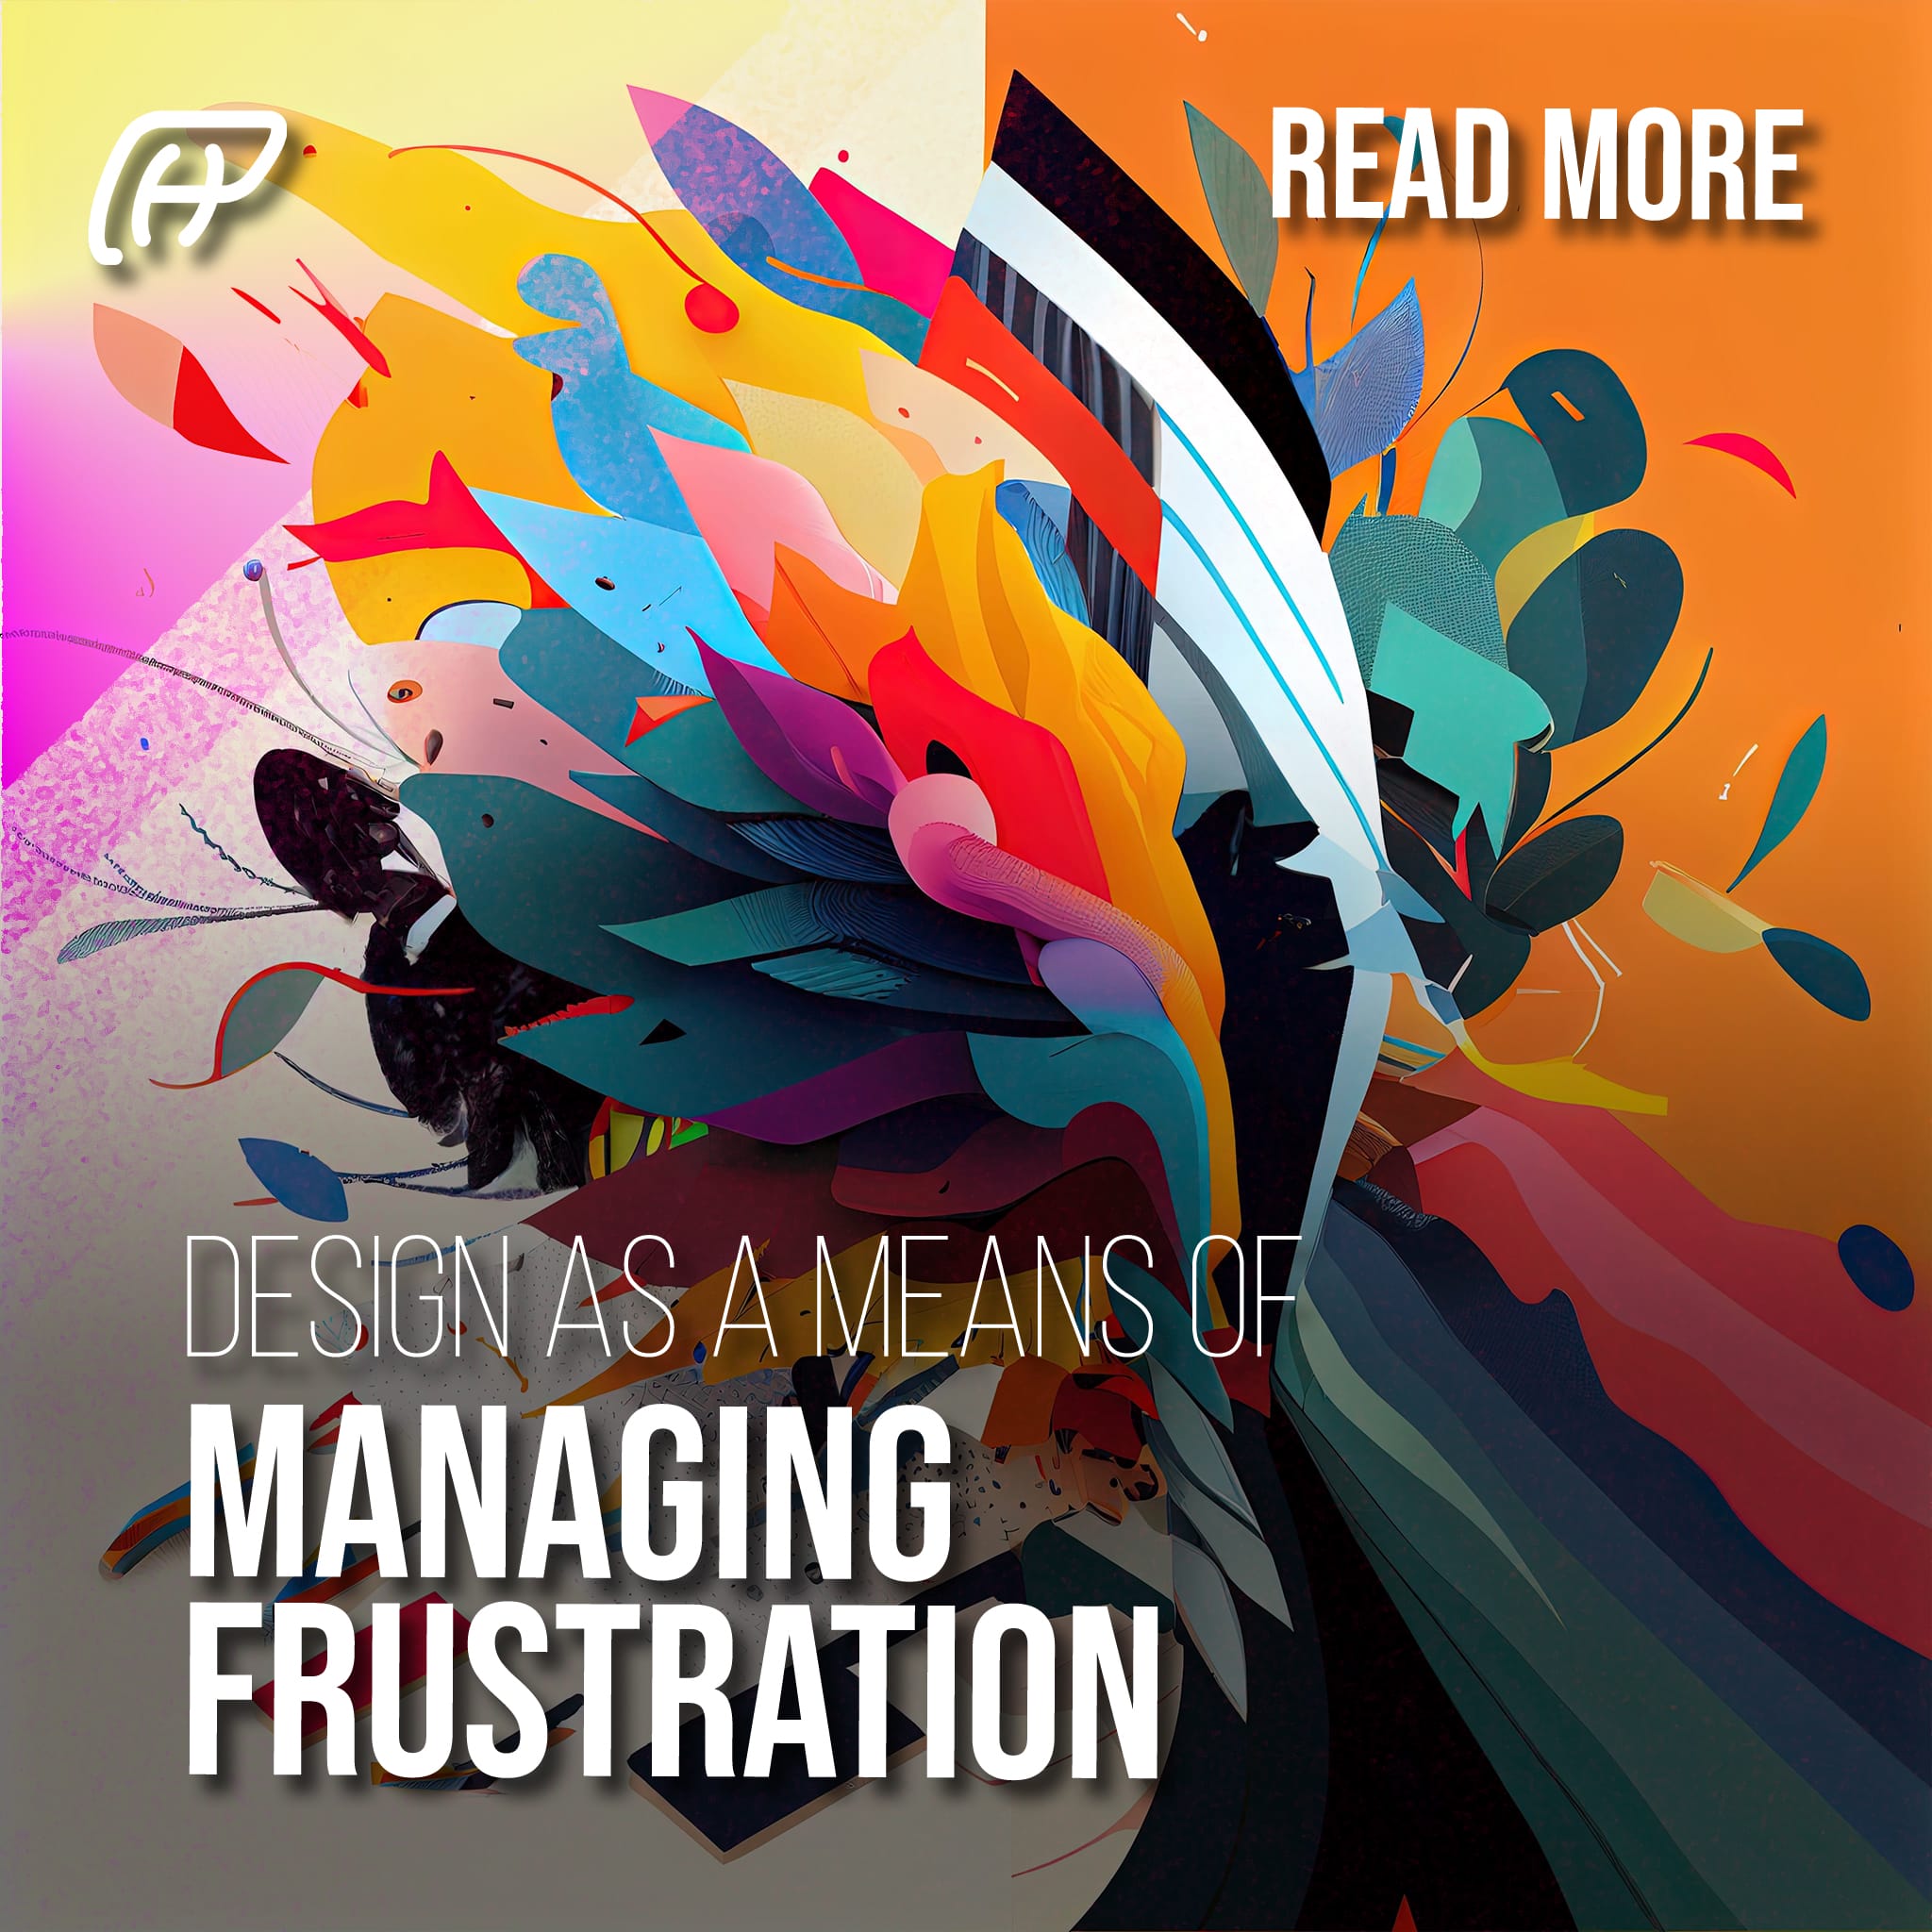 READ MORE
DESIGN AS A MEANS OF
MANAGING
FRUSTRATION